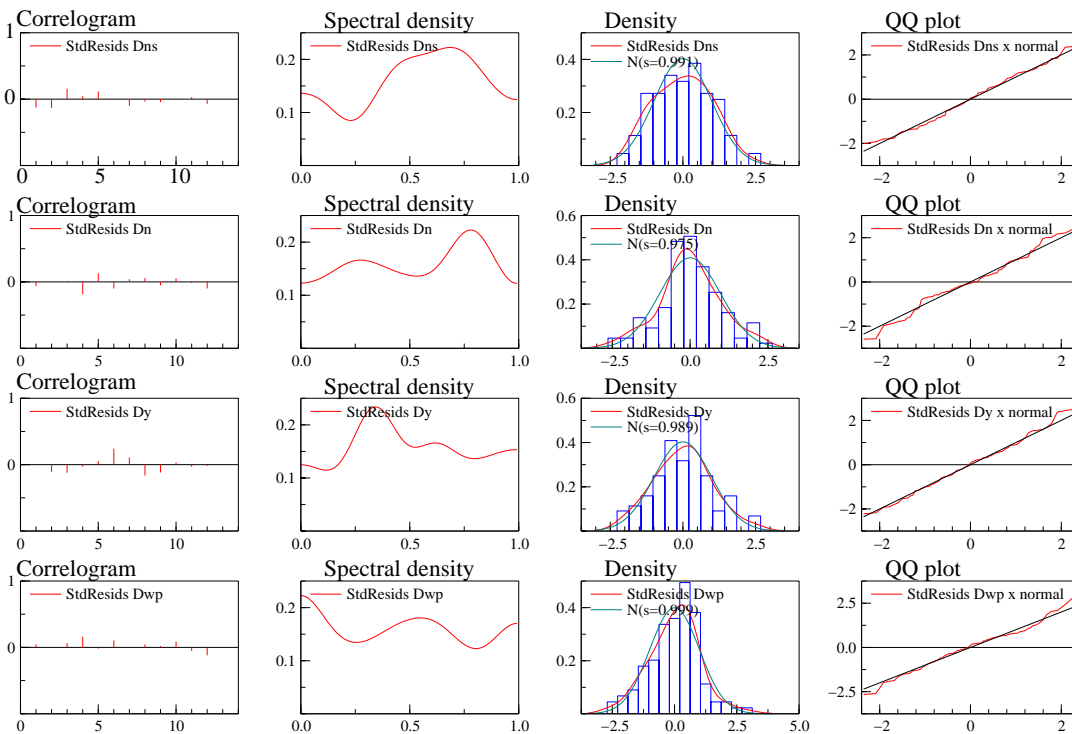 Correlogram Spectral density Density QQ plot
1 StdResids Dns 0.2 StdResids Dns 0.4 StdResids Dns 2 StdResids Dns x normal
N(s=0.991)
0 0.1 0.2 0
−2
0 5 10 0.0 0.5 1.0 −2.5 0.0 2.5 −2 0 2
Correlogram Spectral density Density QQ plot
1 StdResids Dn 0.2 StdResids Dn 0.6 StdResids Dn 2 StdResids Dn x normal
N(s=0.975)
0.4
0 0.1 0.2 0
−2
0 5 10 0.0 0.5 1.0 −2.5 0.0 2.5 −2 0 2
Correlogram Spectral density Density QQ plot
1 StdResids Dy 0.2 StdResids Dy 0.6 StdResids Dy 2 StdResids Dy x normal
N(s=0.989)
0.4
0 0.1 0.2 0
−2
0 5 10 0.0 0.5 1.0 −2.5 0.0 2.5 −2 0 2
Correlogram Spectral density Density QQ plot
1 StdResids Dwp 0.2 StdResids Dwp 0.4 StdResids Dwp 2.5 StdResids Dwp x normal
N(s=0.999)
0 0.1 0.2 0.0
−2.5
0 5 10 0.0 0.5 1.0 −2.5 0.0 2.5 5.0 −2 0 2